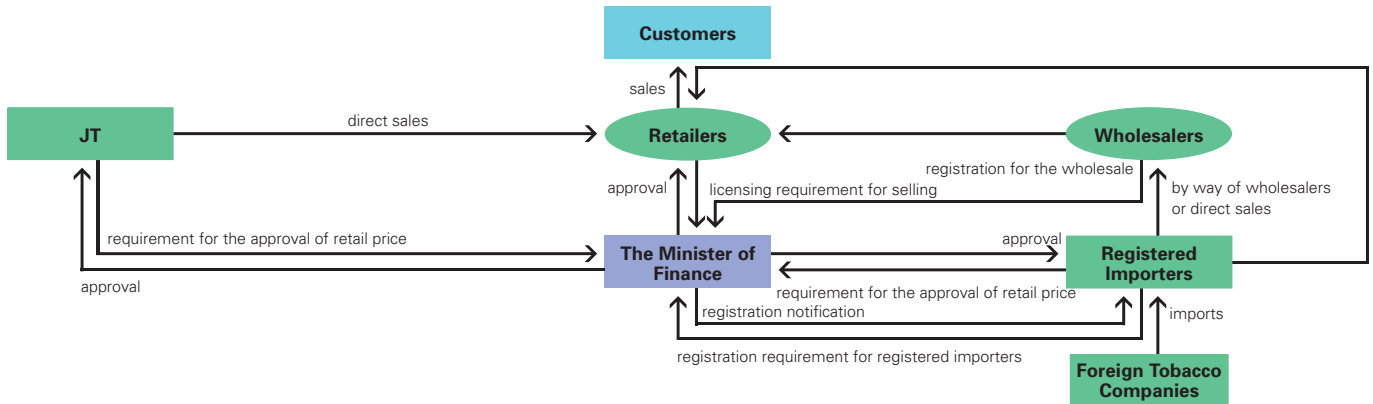 Customers
sales
direct sales
JT
Retailers
Wholesalers
registration for the wholesale
approval
licensing requirement for selling
by way of wholesalers
or direct sales
requirement for the approval of retail price
approval
The Minister of
Finance
approval
Registered
Importers
requirement for the approval of retail price
registration notification
imports
registration requirement for registered importers
Foreign Tobacco
Companies